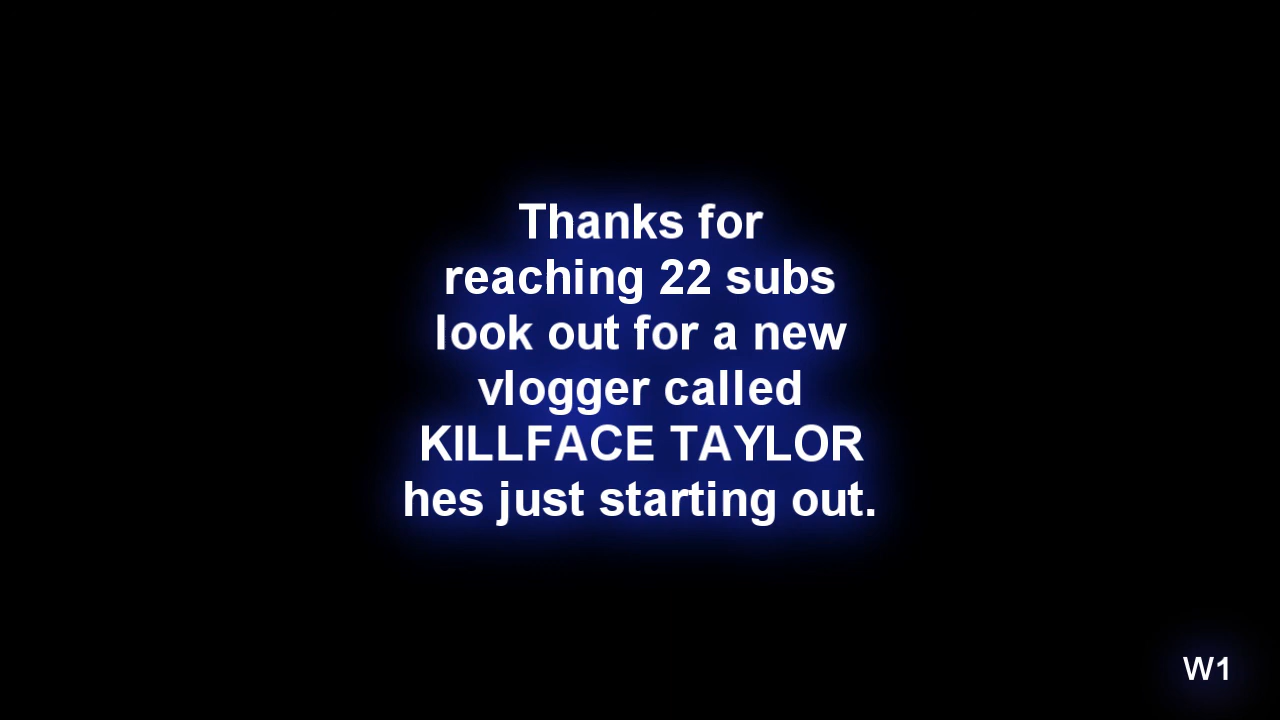 Thanks for
reaching 22 subs
look out for a new
vlogger called
KILLFACE TAYLOR
hes just starting out.
W1